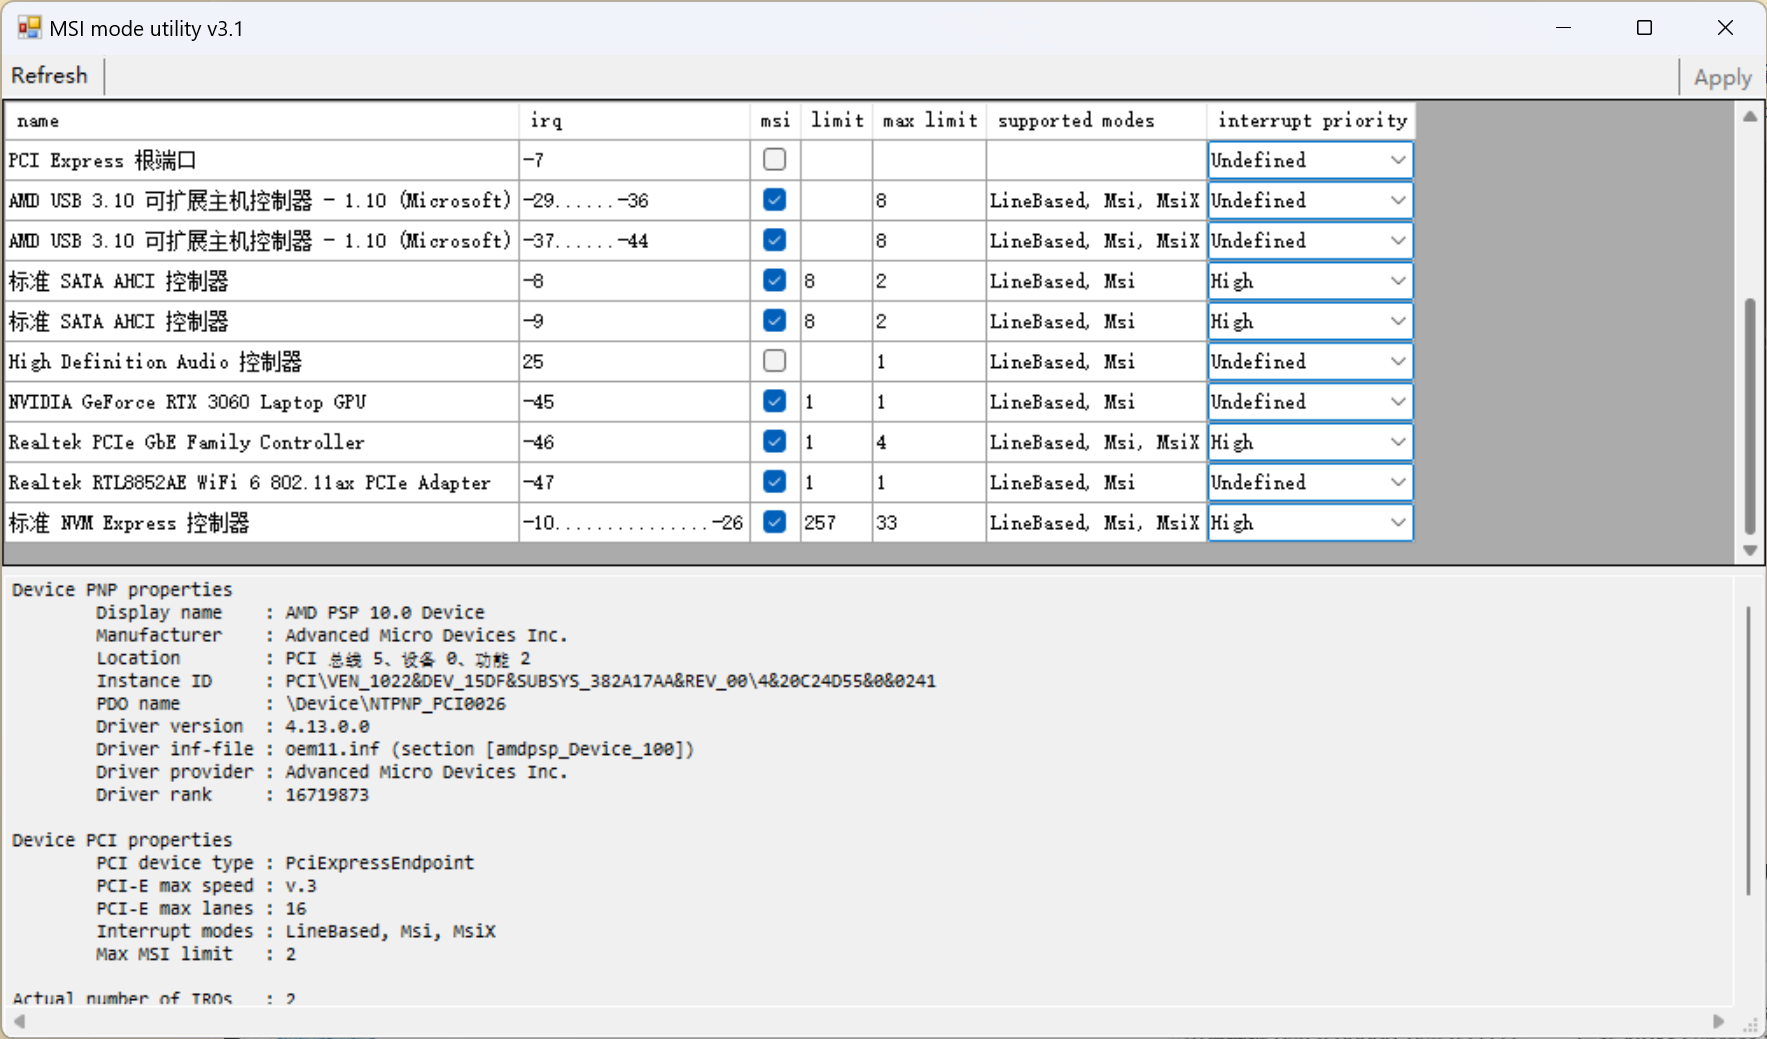 MSI mode utility v3.1
Refresh Apply
name irq msi limit max limit supported modes interrupt priority
PCI Express 根端口 -7 Undefined
AMD USB 3.10 可扩展主机控制器 - 1.10 (Microsoft) -29......-36 8 LineBased, Msi, MsiX Undefined
AMD USB 3.10 可扩展主机控制器 - 1.10 (Microsoft) -37......-44 8 LineBased, Msi, MsiX Undefined
标准 SATA AHCI 控制器 -8 8 2 LineBased, Msi High
标准 SATA AHCI 控制器 -9 8 2 LineBased, Msi High
High Definition Audio 控制器 25 1 LineBased, Msi Undefined
NVIDIA GeForce RTX 3060 Laptop GPU -45 1 1 LineBased, Msi Undefined
Realtek PCIe GbE Family Controller -46 1 4 LineBased, Msi, MsiX High
Realtek RTL8852AE WiFi 6 802.11ax PCIe Adapter -47 1 1 LineBased, Msi Undefined
标准 NVM Express 控制器 -10...............-26 257 33 LineBased, Msi, MsiX High
Device PNP properties
Display name : AMD PSP 10.0 Device
Manufacturer : Advanced Micro Devices Inc.
Location : PCI 总线 5、设备 0、功能 2
Instance ID : PCI\VEN_1022&DEV_15DF&SUBSYS_382A17AA&REV_00\4&20C24D55&0&0241
PDO name : \Device\NTPNP_PCI0026
Driver version : 4.13.0.0
Driver inf-file : oem11.inf (section [amdpsp_Device_100])
Driver provider : Advanced Micro Devices Inc.
Driver rank : 16719873
Device PCI properties
PCI device type : PciExpressEndpoint
PCI-E max speed : v.3
PCI-E max lanes : 16
Interrupt modes : LineBased, Msi, MsiX
Max MSI limit : 2
Actual number of IRQs : 2